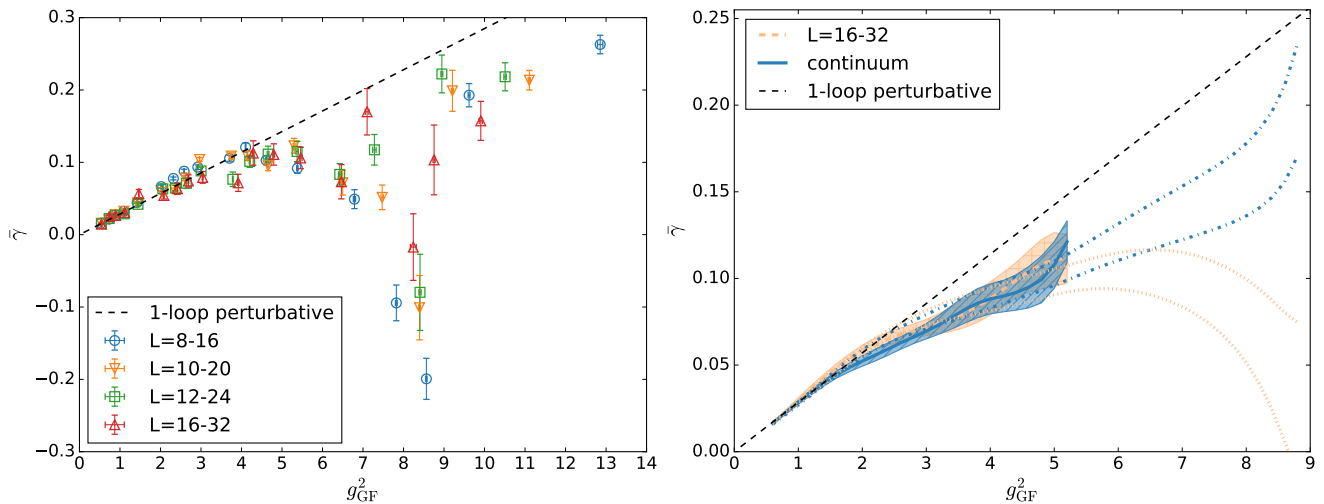 0.3
0.2
0.1
0.0
−0.1
−0.2
−0.3
γ̄
1-loop perturbative
L=8-16
L=10-20
L=12-24
L=16-32
0 1 2 3 4 5 6 7 8 9 10 11 12 13 14
g²_GF
0.25
0.20
0.15
0.10
0.05
0.00
γ̄
L=16-32
continuum
1-loop perturbative
0 1 2 3 4 5 6 7 8 9
g²_GF